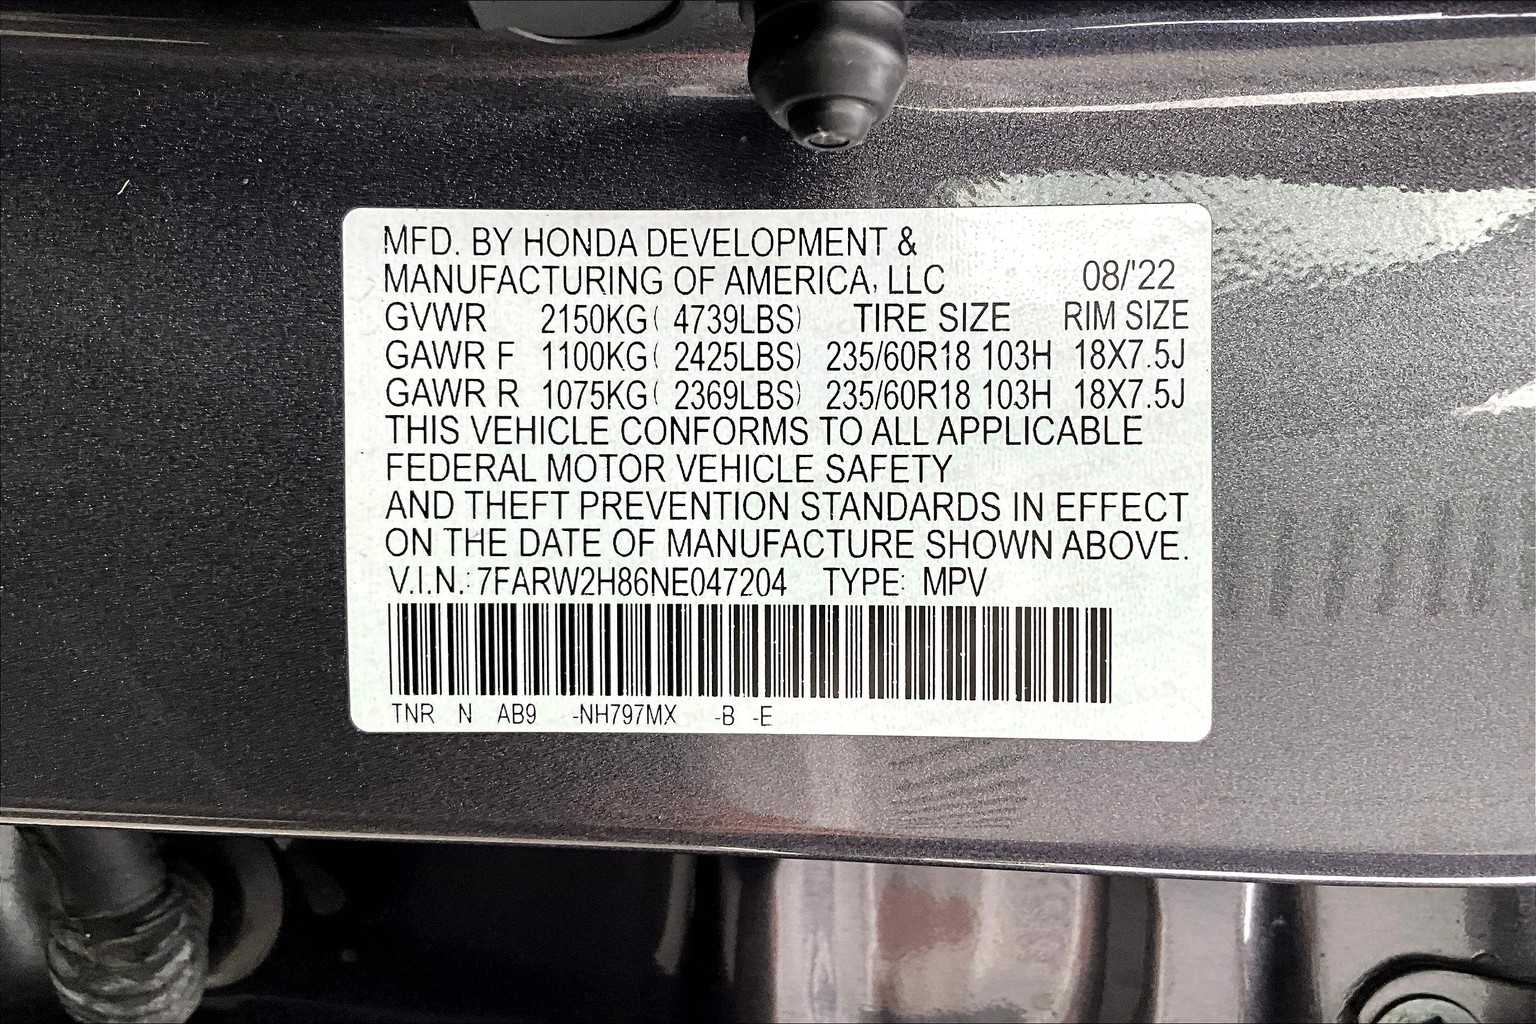 MFD. BY HONDA DEVELOPMENT &
MANUFACTURING OF AMERICA, LLC 08/'22
GVWR 2150KG( 4739LBS) TIRE SIZE RIM SIZE
GAWR F 1100KG( 2425LBS) 235/60R18 103H 18X7.5J
GAWR R 1075KG( 2369LBS) 235/60R18 103H 18X7.5J
THIS VEHICLE CONFORMS TO ALL APPLICABLE
FEDERAL MOTOR VEHICLE SAFETY
AND THEFT PREVENTION STANDARDS IN EFFECT
ON THE DATE OF MANUFACTURE SHOWN ABOVE.
V.I.N.: 7FARW2H86NE047204 TYPE: MPV
TNR N AB9 -NH797MX -B -E